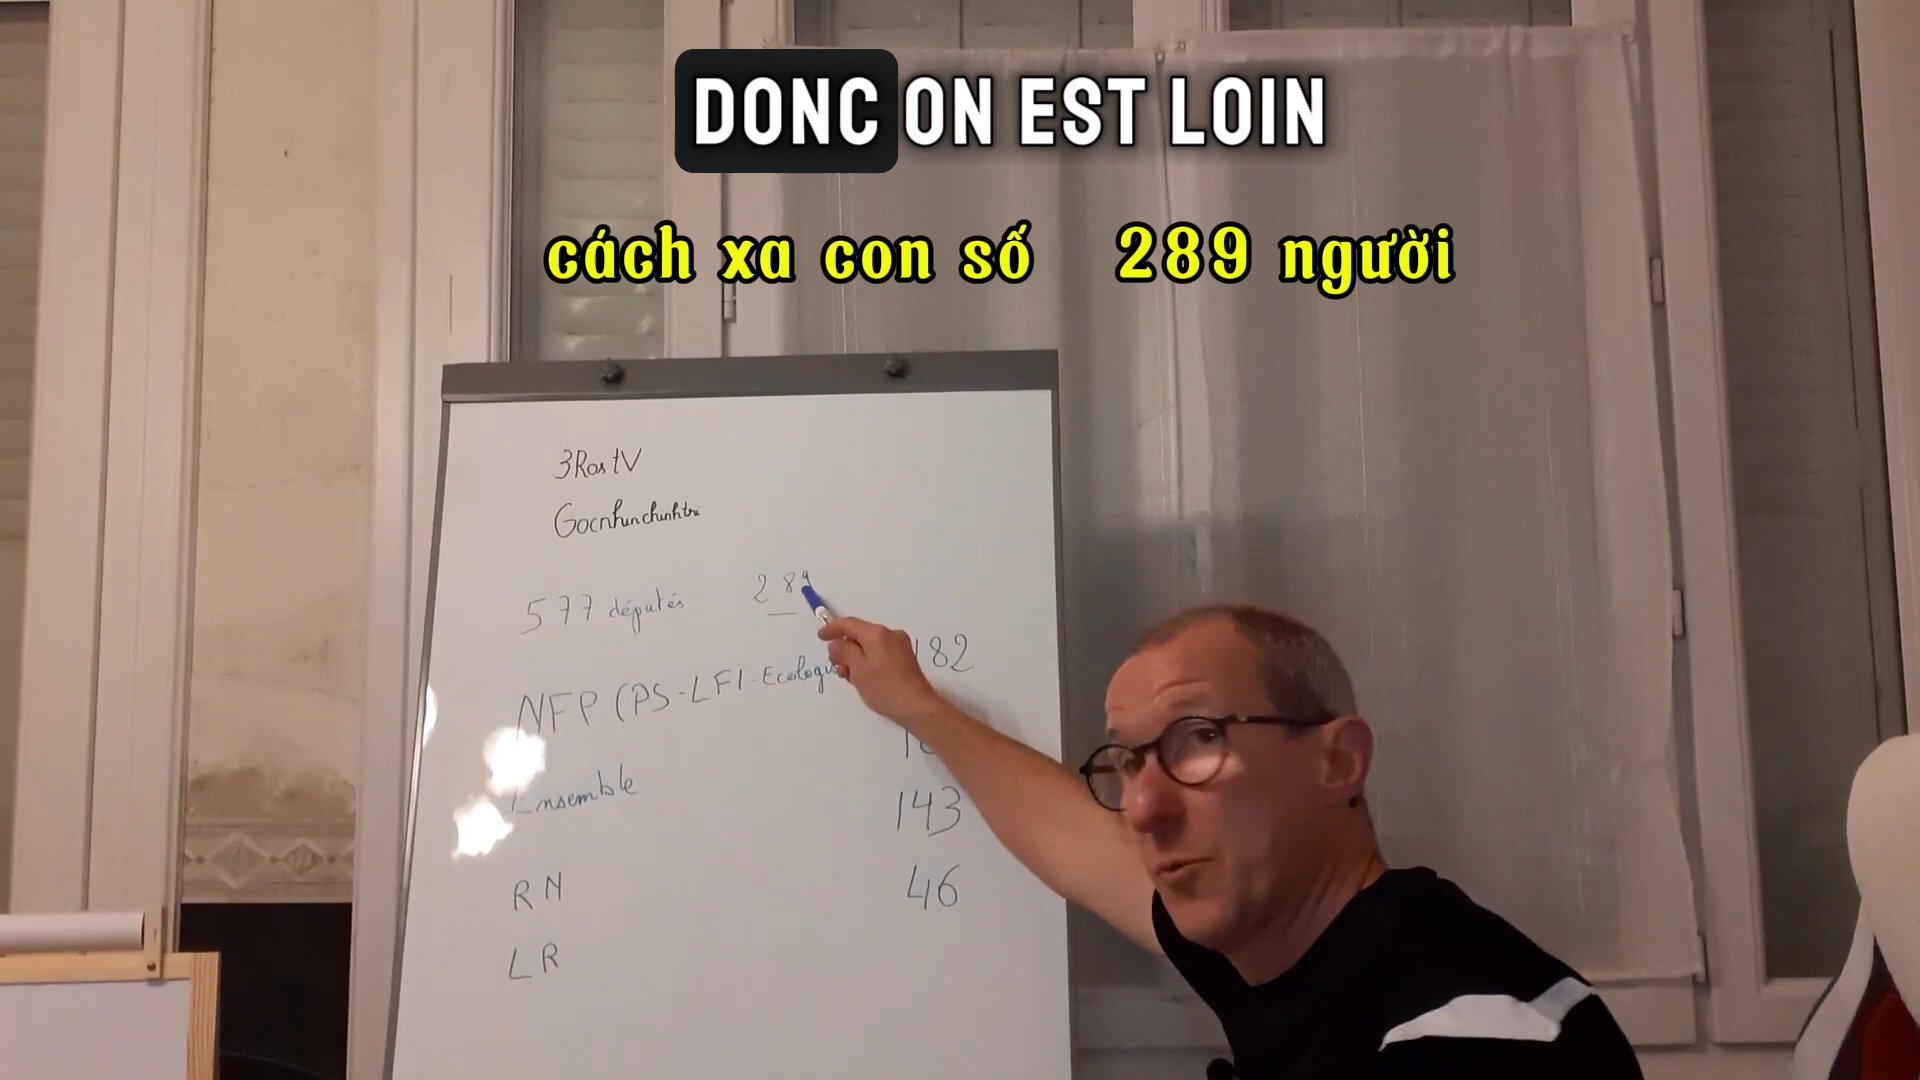 DONC ON EST LOIN
cách xa con số 289 người
3Ros tV
Gocnhinchinhtri
577 députés 289
NFP (PS-LFI-Ecologis 182
Ensemble
143
RN 46
LR